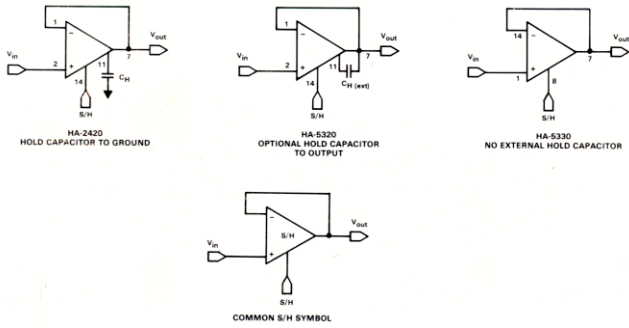 1
−
V_out
V_in
2
+
11
7
C_H
14
S/H
HA-2420
HOLD CAPACITOR TO GROUND
1
−
V_out
V_in
2
+
11
7
C_H (ext)
14
S/H
HA-5320
OPTIONAL HOLD CAPACITOR
TO OUTPUT
14
−
V_out
V_in
1
+
7
8
S/H
HA-5330
NO EXTERNAL HOLD CAPACITOR
−
V_out
S/H
V_in
+
S/H
COMMON S/H SYMBOL